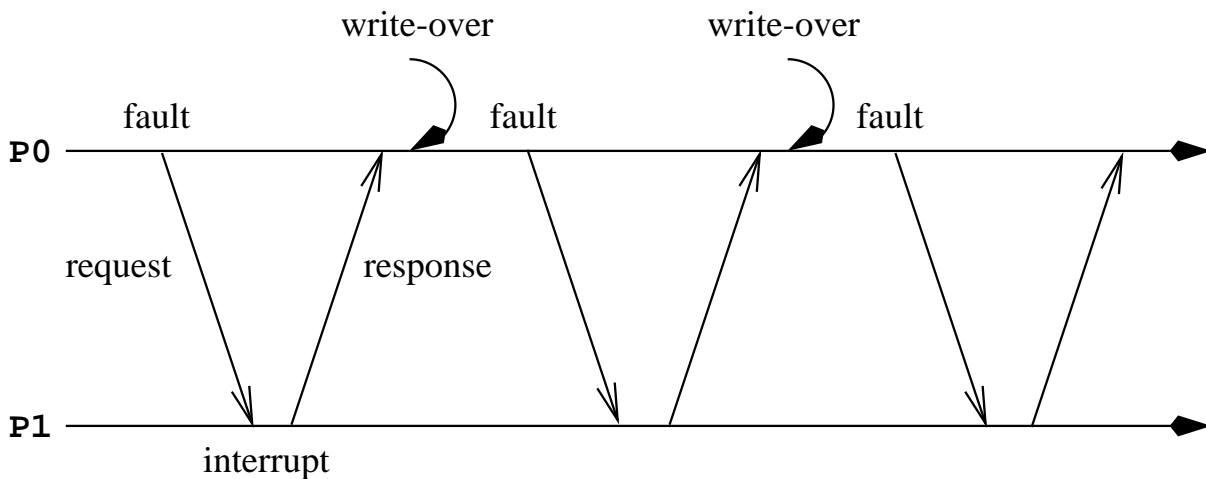 write-over
write-over
fault
fault
fault
P0
request
response
P1
interrupt